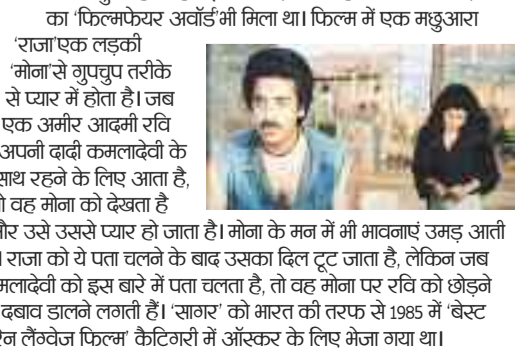 का ‘फिल्मफेयर अवॉर्ड’भी मिला था। फिल्म में एक मछुआरा
‘राजा’एक लड़की
‘मोना’से गुपचुप तरीके
से प्यार में होता है। जब
एक अमीर आदमी रवि
अपनी दादी कमलादेवी के
साथ रहने के लिए आता है,
वह मोना को देखता है
और उसे उससे प्यार हो जाता है। मोना के मन में भी भावनाएं उमड़ आती
राजा को ये पता चलने के बाद उसका दिल टूट जाता है, लेकिन जब
मलादेवी को इस बारे में पता चलता है, तो वह मोना पर रवि को छोड़ने
दबाव डालने लगती हैं। ‘सागर’ को भारत की तरफ से 1985 में ‘बेस्ट
लैंग्वेज फिल्म’ कैटिगरी में ऑस्कर के लिए भेजा गया था।